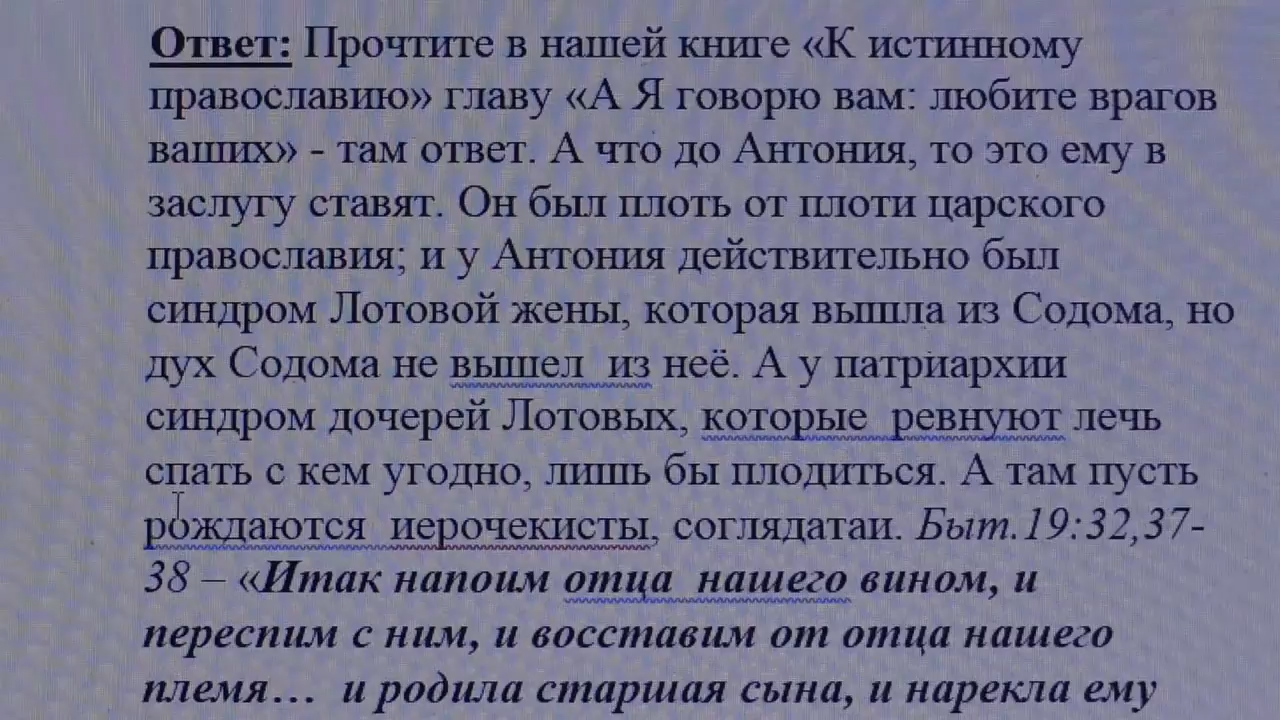 Ответ: Прочтите в нашей книге «К истинному
православию» главу «А Я говорю вам: любите врагов
ваших» - там ответ. А что до Антония, то это ему в
заслугу ставят. Он был плоть от плоти царского
православия; и у Антония действительно был
синдром Лотовой жены, которая вышла из Содома, но
дух Содома не вышел  из неё. А у патриархии
синдром дочерей Лотовых, которые  ревнуют лечь
спать с кем угодно, лишь бы плодиться. А там пусть
рождаются  иерочекисты, соглядатаи. Быт.19:32,37-
38 – «Итак напоим отца  нашего вином, и
переспим с ним, и восставим от отца нашего
племя…  и родила старшая сына, и нарекла ему